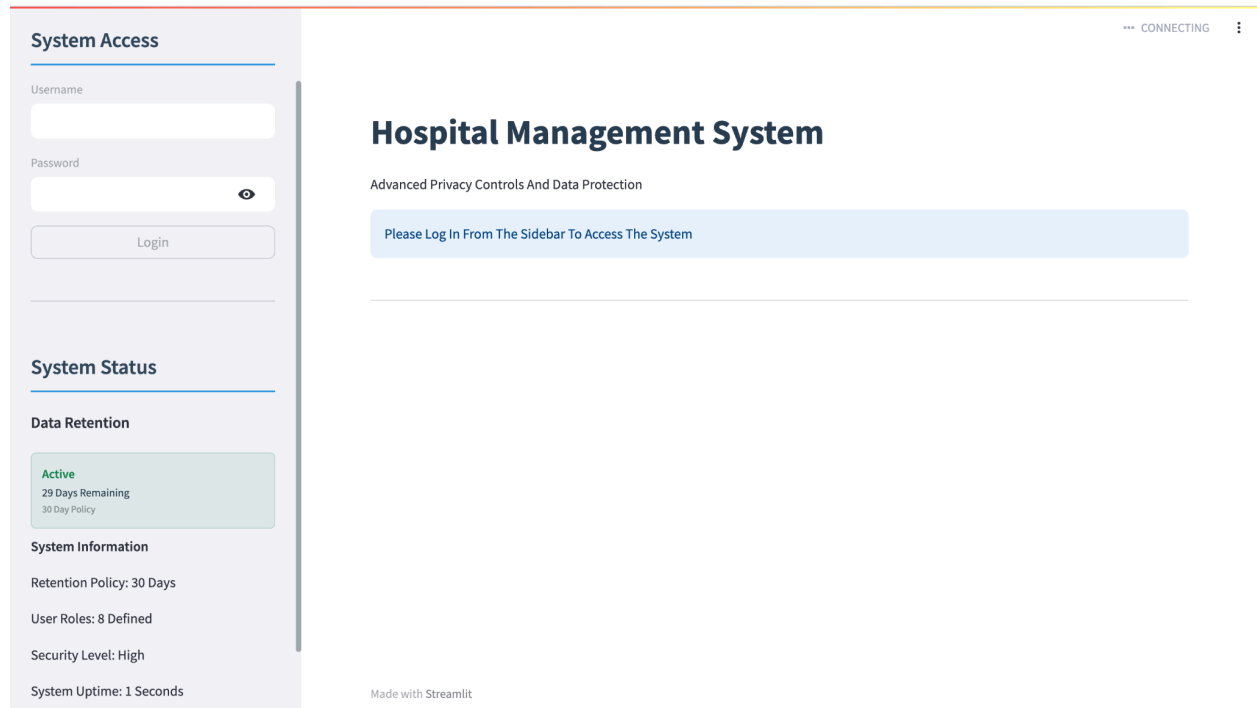 System Access
Username
Password
Login
System Status
Data Retention
Active
29 Days Remaining
30 Day Policy
System Information
Retention Policy: 30 Days
User Roles: 8 Defined
Security Level: High
System Uptime: 1 Seconds
CONNECTING
Hospital Management System
Advanced Privacy Controls And Data Protection
Please Log In From The Sidebar To Access The System
Made with Streamlit